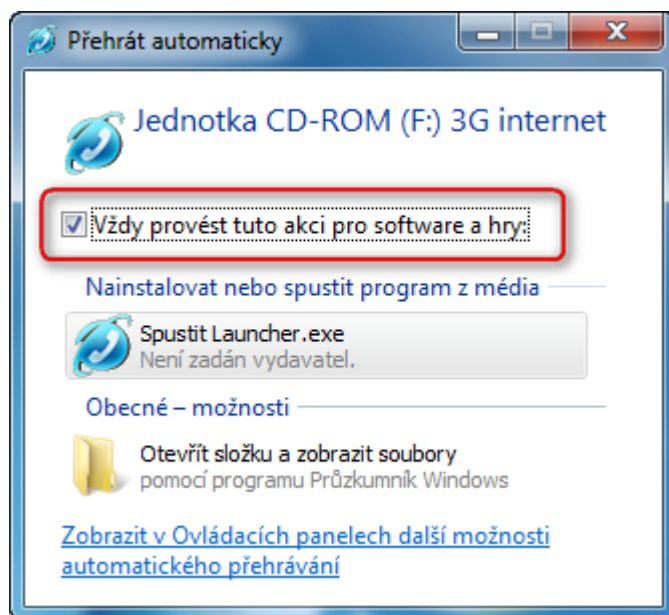 Přehrát automaticky
Jednotka CD-ROM (F:) 3G internet
Vždy provést tuto akci pro software a hry:
Nainstalovat nebo spustit program z média
Spustit Launcher.exe
Není zadán vydavatel.
Obecné – možnosti
Otevřít složku a zobrazit soubory
pomocí programu Průzkumník Windows
Zobrazit v Ovládacích panelech další možnosti
automatického přehrávání